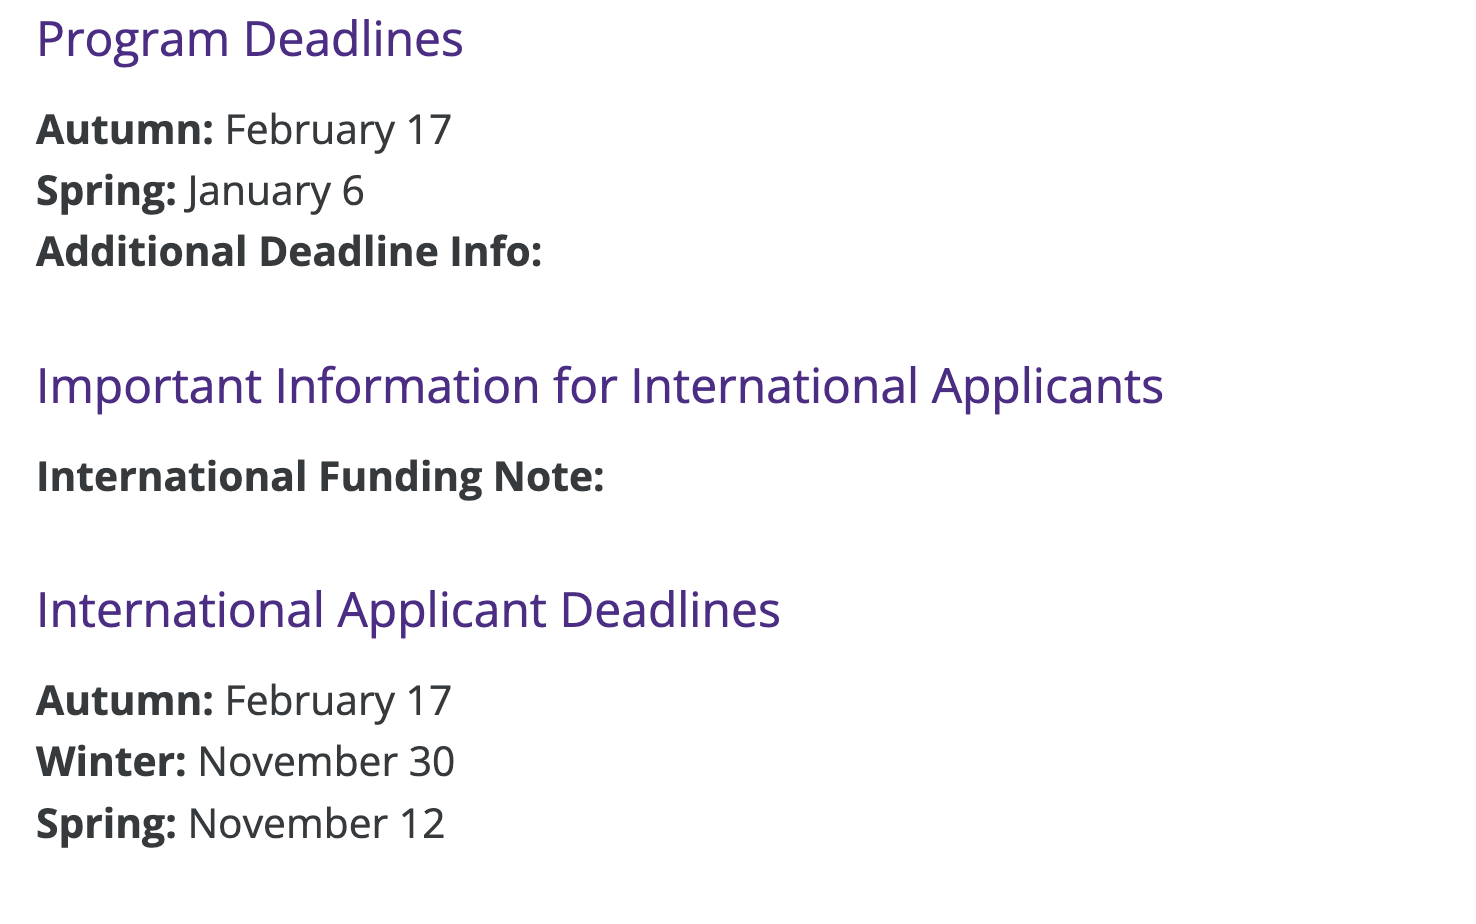 Program Deadlines
Autumn: February 17
Spring: January 6
Additional Deadline Info:
Important Information for International Applicants
International Funding Note:
International Applicant Deadlines
Autumn: February 17
Winter: November 30
Spring: November 12